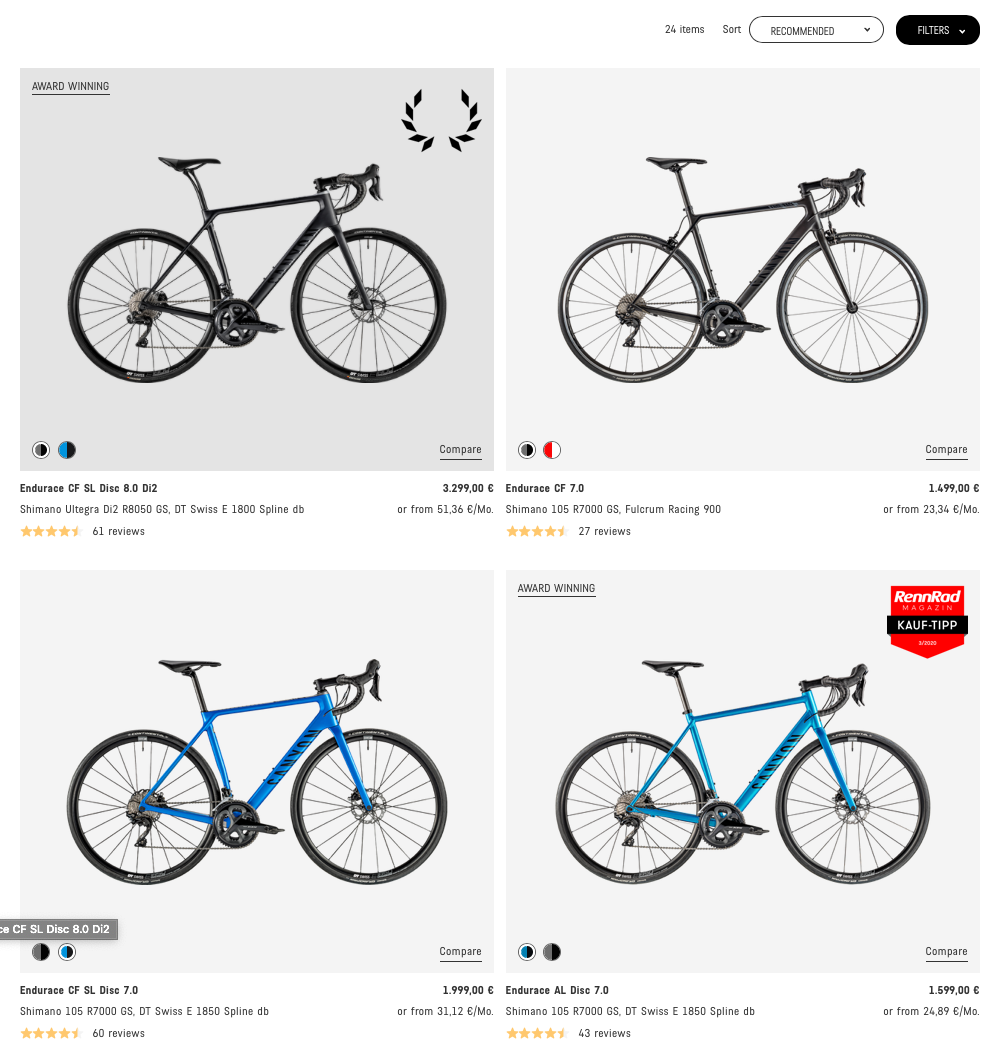 24 items
Sort
RECOMMENDED
FILTERS
AWARD WINNING
CANYON
Compare
Compare
Endurace CF SL Disc 8.0 Di2
3.299,00 €
Endurace CF 7.0
1.499,00 €
Shimano Ultegra Di2 R8050 GS, DT Swiss E 1800 Spline db
or from 51,36 €/Mo.
Shimano 105 R7000 GS, Fulcrum Racing 900
or from 23,34 €/Mo.
61 reviews
27 reviews
AWARD WINNING
RennRad
MAGAZIN
KAUF-TIPP
3/2020
CANYON
CANYON
ce CF SL Disc 8.0 Di2
Compare
Compare
Endurace CF SL Disc 7.0
1.999,00 €
Endurace AL Disc 7.0
1.599,00 €
Shimano 105 R7000 GS, DT Swiss E 1850 Spline db
or from 31,12 €/Mo.
Shimano 105 R7000 GS, DT Swiss E 1850 Spline db
or from 24,89 €/Mo.
60 reviews
43 reviews